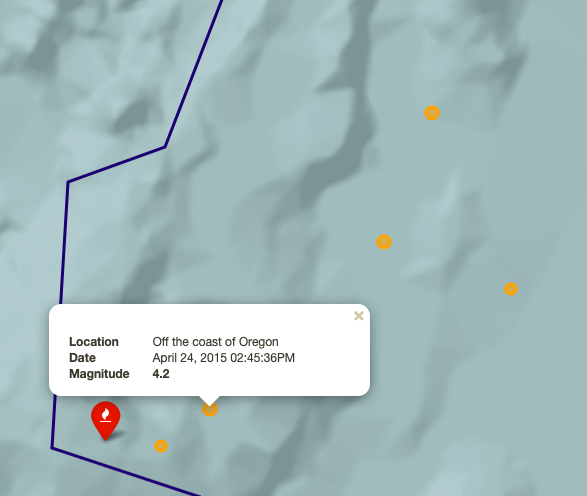 Location Off the coast of Oregon
Date April 24, 2015 02:45:36PM
Magnitude 4.2